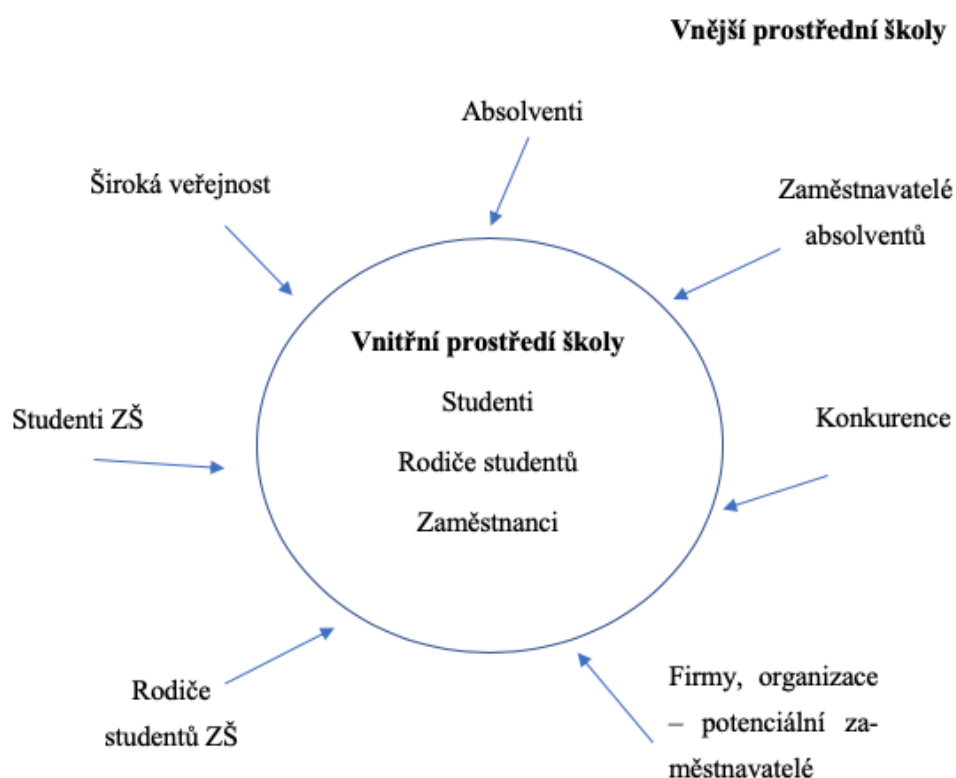 Vnější prostřední školy
Absolventi
Široká veřejnost
Zaměstnavatelé
absolventů
Vnitřní prostředí školy
Studenti
Rodiče studentů
Zaměstnanci
Studenti ZŠ
Konkurence
Rodiče
studentů ZŠ
Firmy, organizace
– potenciální za-
městnavatelé